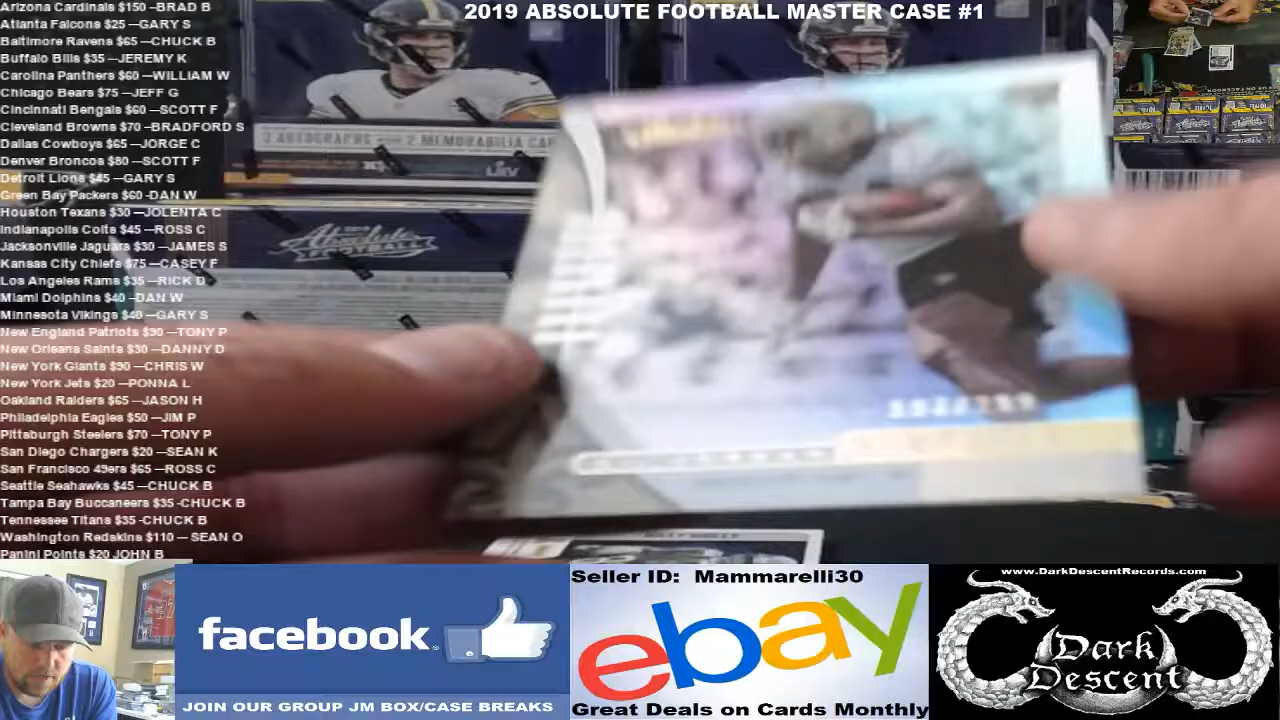 2019 ABSOLUTE FOOTBALL MASTER CASE #1
Arizona Cardinals $150 -BRAD B
Atlanta Falcons $25 —GARY S
Baltimore Ravens $65 —CHUCK B
Buffalo Bills $35 —JEREMY K
Carolina Panthers $60 —WILLIAM W
Chicago Bears $75 —JEFF G
Cincinnati Bengals $60 —SCOTT F
Cleveland Browns $70 —BRADFORD S
Dallas Cowboys $65 —JORGE C
Denver Broncos $80 —SCOTT F
Detroit Lions $45 —GARY S
Green Bay Packers $60 -DAN W
Houston Texans $30 —JOLENTA C
Indianapolis Colts $45 —ROSS C
Jacksonville Jaguars $30 —JAMES S
Kansas City Chiefs $75 —CASEY F
Los Angeles Rams $35 —RICK D
Miami Dolphins $40 –DAN W
Minnesota Vikings $40 —GARY S
New England Patriots $90 —TONY P
New Orleans Saints $30 —DANNY D
New York Giants $90 —CHRIS W
New York Jets $20 —PONNA L
Oakland Raiders $65 —JASON H
Philadelphia Eagles $50 —JIM P
Pittsburgh Steelers $70 —TONY P
San Diego Chargers $20 —SEAN K
San Francisco 49ers $65 —ROSS C
Seattle Seahawks $45 —CHUCK B
Tampa Bay Buccaneers $35 -CHUCK B
Tennessee Titans $35 -CHUCK B
Washington Redskins $110 — SEAN O
Panini Points $20 JOHN B
3 AUTOGRAPHS 2 MEMORABILIA
Absolute
FOOTBALL
facebook
JOIN OUR GROUP JM BOX/CASE BREAKS
Seller ID: Mammarelli30
ebay
Great Deals on Cards Monthly
www.DarkDescentRecords.com
Dark
Descent